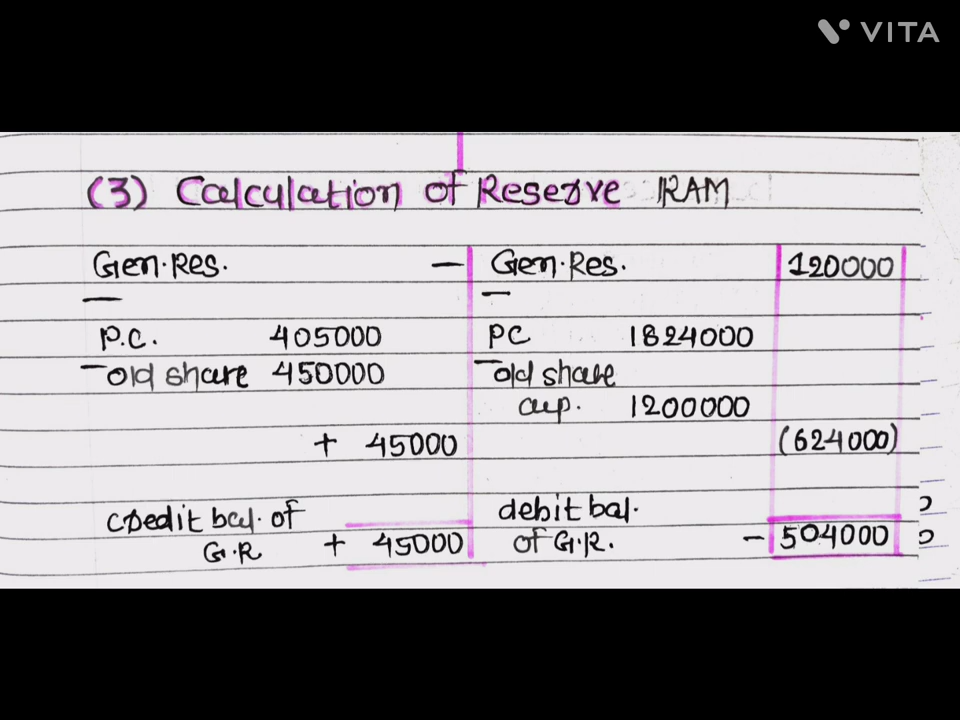 VITA
(3) Calculation of Reserve RAM
Gen.Res. — Gen.Res. 120000
— —
P.C. 405000 PC 1824000
- old share 450000 - old share
cap. 1200000
+ 45000 (624000)
credit bal. of debit bal.
G.R + 45000 of G.R. - 504000